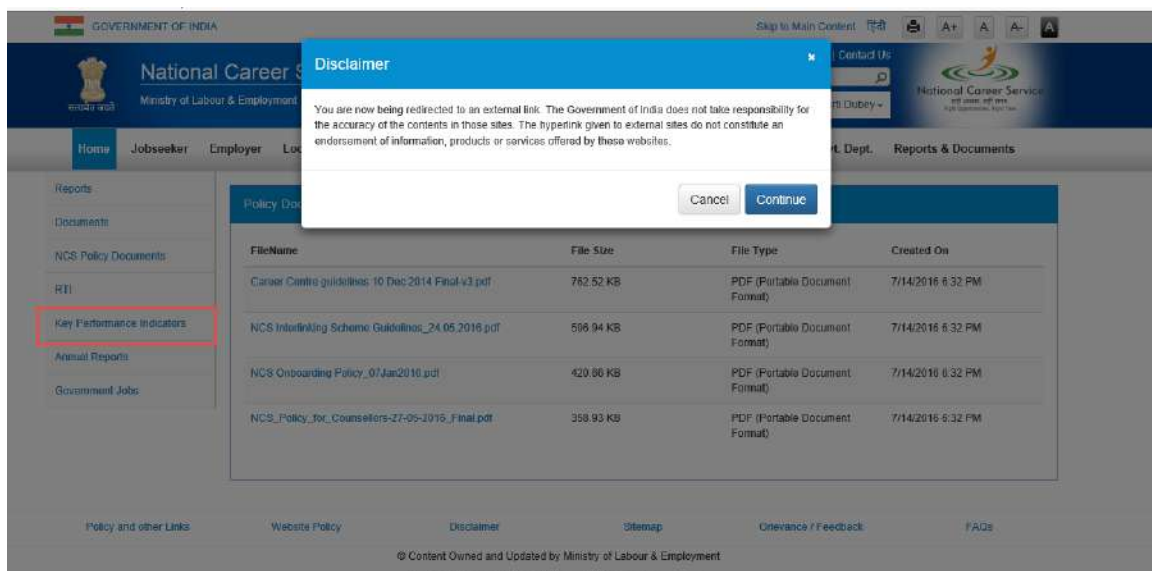 GOVERNMENT OF INDIA
Skip to Main Content हिंदी A+ A A- A
National Career S
Ministry of Labour & Employment
सत्यमेव जयते
| Contact Us
rti Dubey
National Career Service
Disclaimer
You are now being redirected to an external link. The Government of India does not take responsibility for
the accuracy of the contents in those sites. The hyperlink given to external sites do not constitute an
endorsement of information, products or services offered by these websites.
Cancel Continue
Home Jobseeker Employer Loc t. Dept. Reports & Documents
Reports
Documents
NCS Policy Documents
RTI
Key Performance Indicators
Annual Reports
Government Jobs
Policy Doc
FileName File Size File Type Created On
Career Centre guidelines 10 Dec 2014 Final-v3.pdf 762.52 KB PDF (Portable Document Format) 7/14/2016 6:32 PM
NCS Interlinking Scheme Guidelines_24.05.2016.pdf 596.94 KB PDF (Portable Document Format) 7/14/2016 6:32 PM
NCS Onboarding Policy_07Jan2016.pdf 420.86 KB PDF (Portable Document Format) 7/14/2016 6:32 PM
NCS_Policy_for_Counsellors-27-05-2016_Final.pdf 358.93 KB PDF (Portable Document Format) 7/14/2016 6:32 PM
Policy and other Links Website Policy Disclaimer Sitemap Grievance / Feedback FAQs
© Content Owned and Updated by Ministry of Labour & Employment